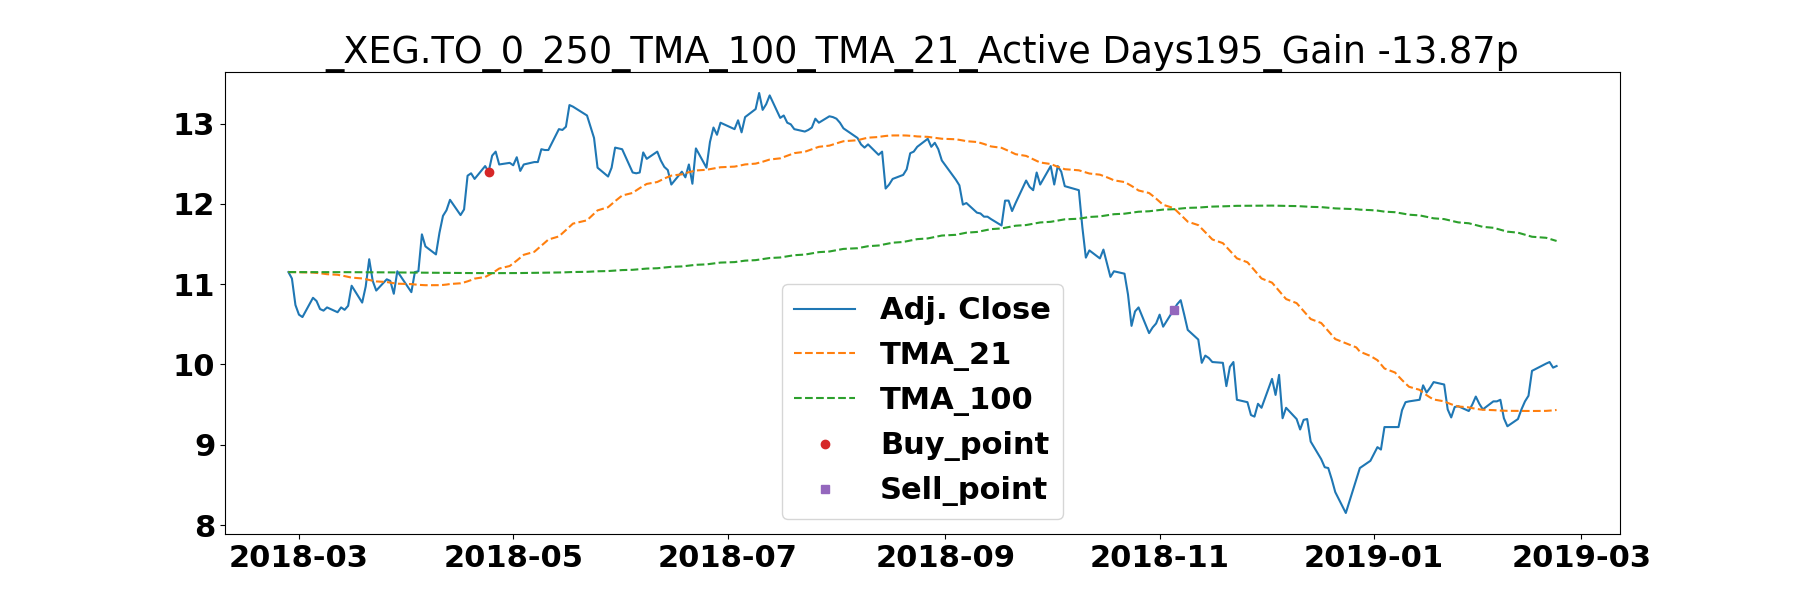 _XEG.TO_0_250_TMA_100_TMA_21_Active Days195_Gain -13.87p
13
12
11
10
9
8
Adj. Close
TMA_21
TMA_100
Buy_point
Sell_point
2018-03 2018-05 2018-07 2018-09 2018-11 2019-01 2019-03